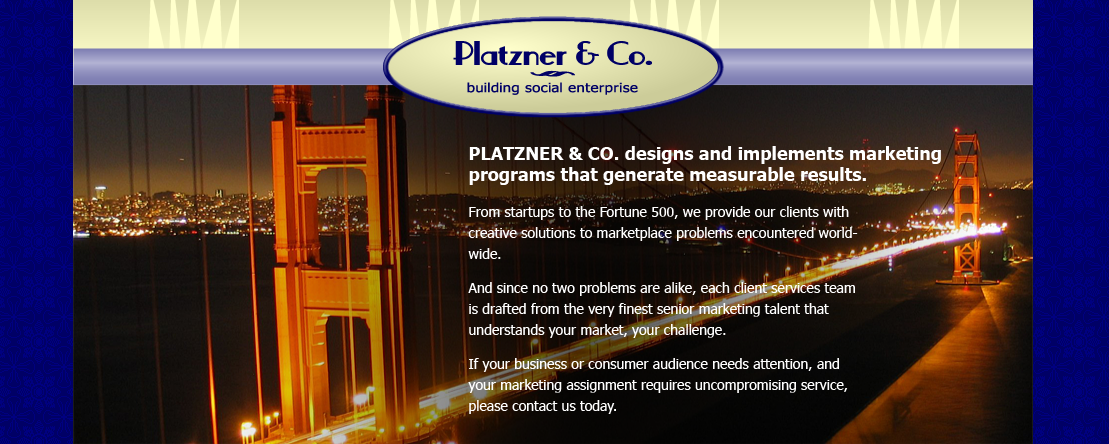 Platzner & Co.
building social enterprise
PLATZNER & CO. designs and implements marketing
programs that generate measurable results.
From startups to the Fortune 500, we provide our clients with
creative solutions to marketplace problems encountered world-
wide.
And since no two problems are alike, each client services team
is drafted from the very finest senior marketing talent that
understands your market, your challenge.
If your business or consumer audience needs attention, and
your marketing assignment requires uncompromising service,
please contact us today.